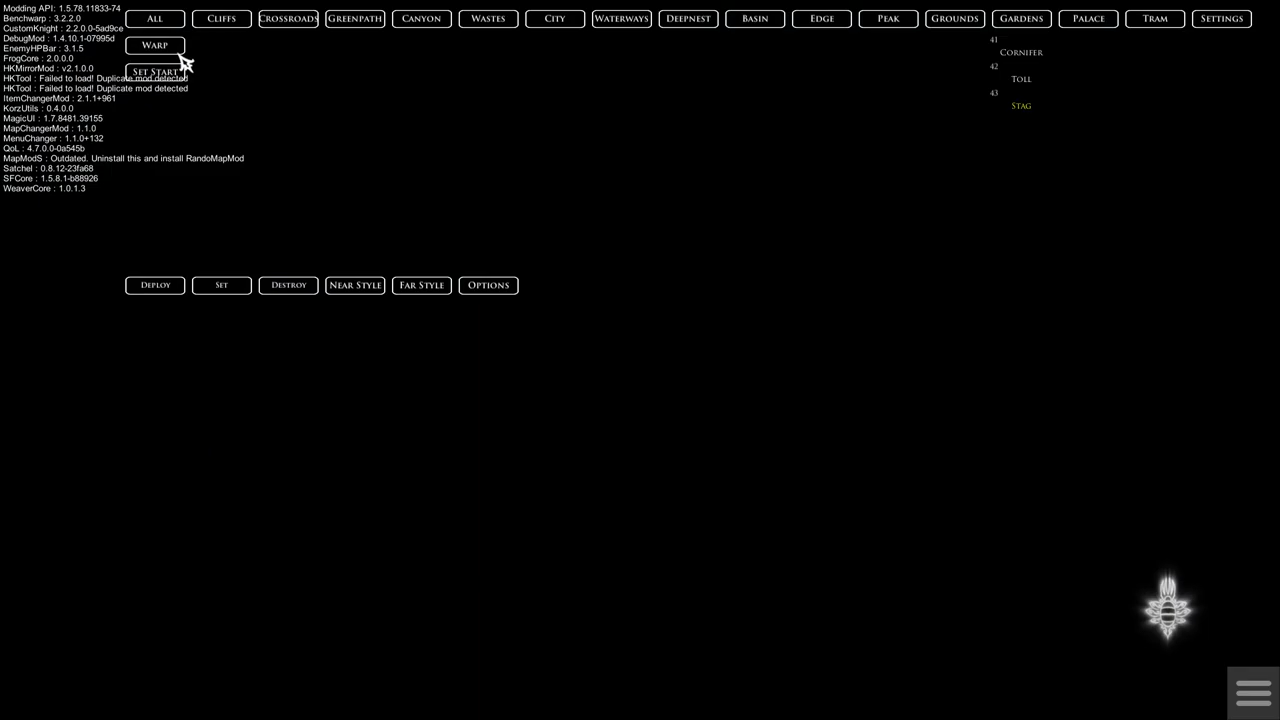 Modding API: 1.5.78.11833-74
Benchwarp : 3.2.2.0
CustomKnight : 2.2.0.0-5ad9ce
DebugMod : 1.4.10.1-07995d
EnemyHPBar : 3.1.5
FrogCore : 2.0.0.0
HKMirrorMod : v2.1.0.0
HKTool : Failed to load! Duplicate mod detected
HKTool : Failed to load! Duplicate mod detected
ItemChangerMod : 2.1.1+961
KorzUtils : 0.4.0.0
MagicUI : 1.7.8481.39155
MapChangerMod : 1.1.0
MenuChanger : 1.1.0+132
QoL : 4.7.0.0-0a545b
MapModS : Outdated. Uninstall this and install RandoMapMod
Satchel : 0.8.12-23fa68
SFCore : 1.5.8.1-b88926
WeaverCore : 1.0.1.3
All Cliffs Crossroads Greenpath Canyon Wastes City Waterways Deepnest Basin Edge Peak Grounds Gardens Palace Tram Settings
Warp
Set Start
41
Cornifer
42
Toll
43
Stag
Deploy Set Destroy Near Style Far Style Options